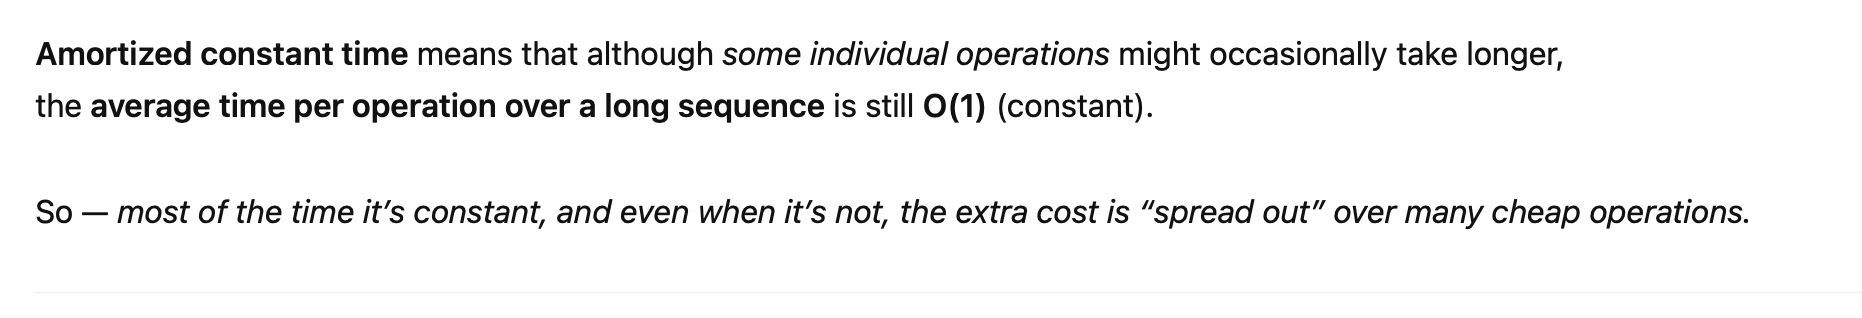 Amortized constant time means that although some individual operations might occasionally take longer,
the average time per operation over a long sequence is still O(1) (constant).
So — most of the time it’s constant, and even when it’s not, the extra cost is “spread out” over many cheap operations.